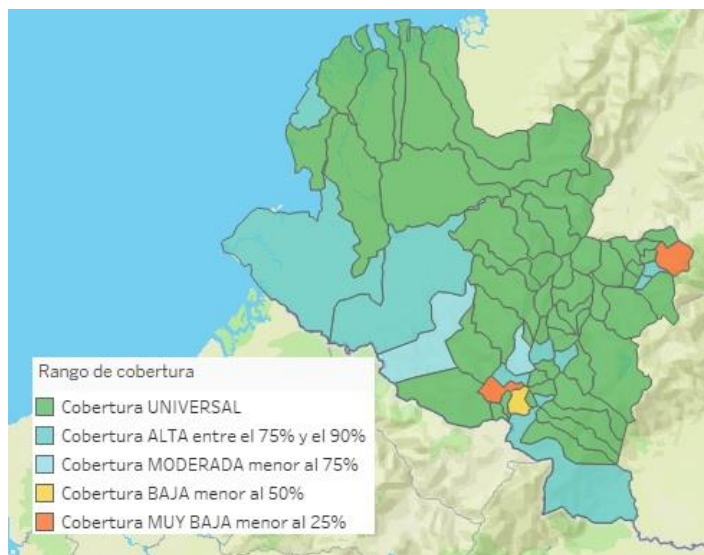 Rango de cobertura
Cobertura UNIVERSAL
Cobertura ALTA entre el 75% y el 90%
Cobertura MODERADA menor al 75%
Cobertura BAJA menor al 50%
Cobertura MUY BAJA menor al 25%